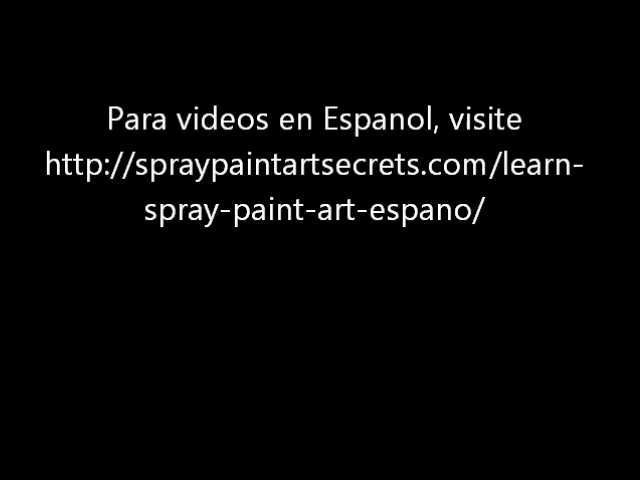 Para videos en Espanol, visite
http://spraypaintartsecrets.com/learn-
spray-paint-art-espano/